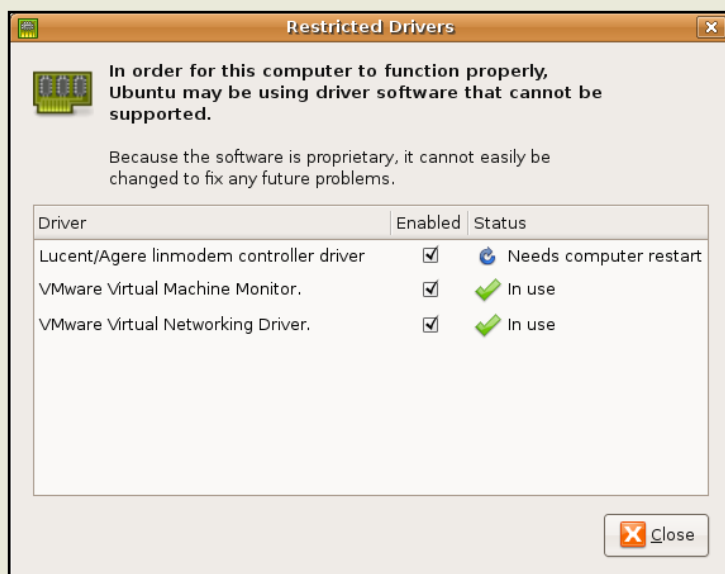 Restricted Drivers
In order for this computer to function properly,
Ubuntu may be using driver software that cannot be
supported.
Because the software is proprietary, it cannot easily be
changed to fix any future problems.
Driver Enabled Status
Lucent/Agere linmodem controller driver Needs computer restart
VMware Virtual Machine Monitor. In use
VMware Virtual Networking Driver. In use
Close